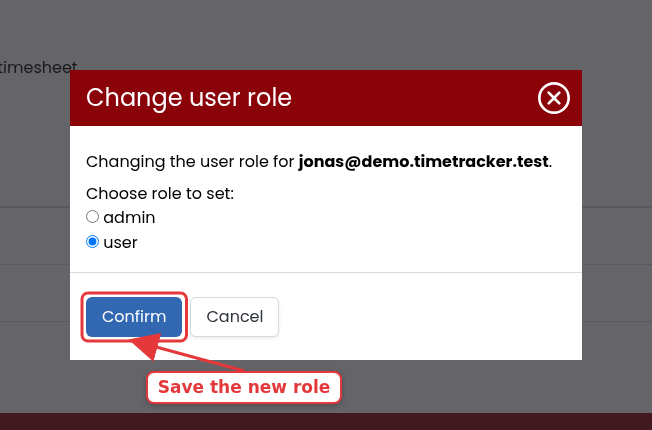 timesheet
Change user role
Changing the user role for jonas@demo.timetracker.test.
Choose role to set:
admin
user
Confirm
Cancel
Save the new role